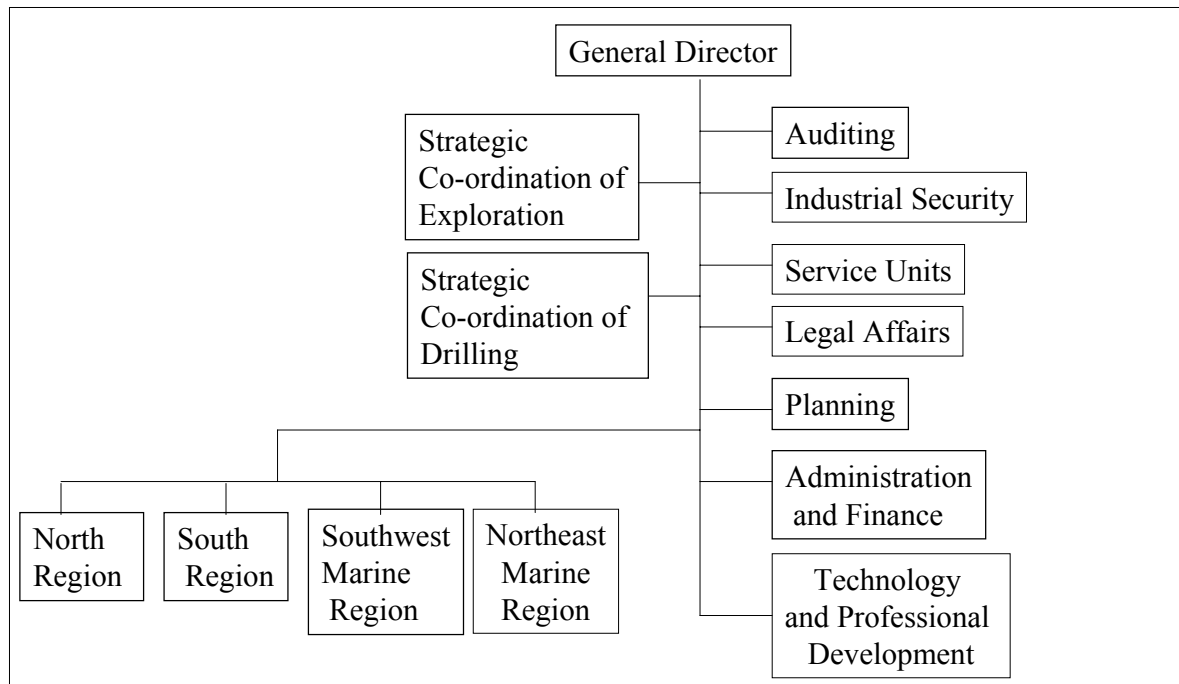 General Director
Strategic
Co-ordination of
Exploration
Strategic
Co-ordination of
Drilling
Auditing
Industrial Security
Service Units
Legal Affairs
Planning
Administration
and Finance
Technology
and Professional
Development
North
Region
South
Region
Southwest
Marine
Region
Northeast
Marine
Region